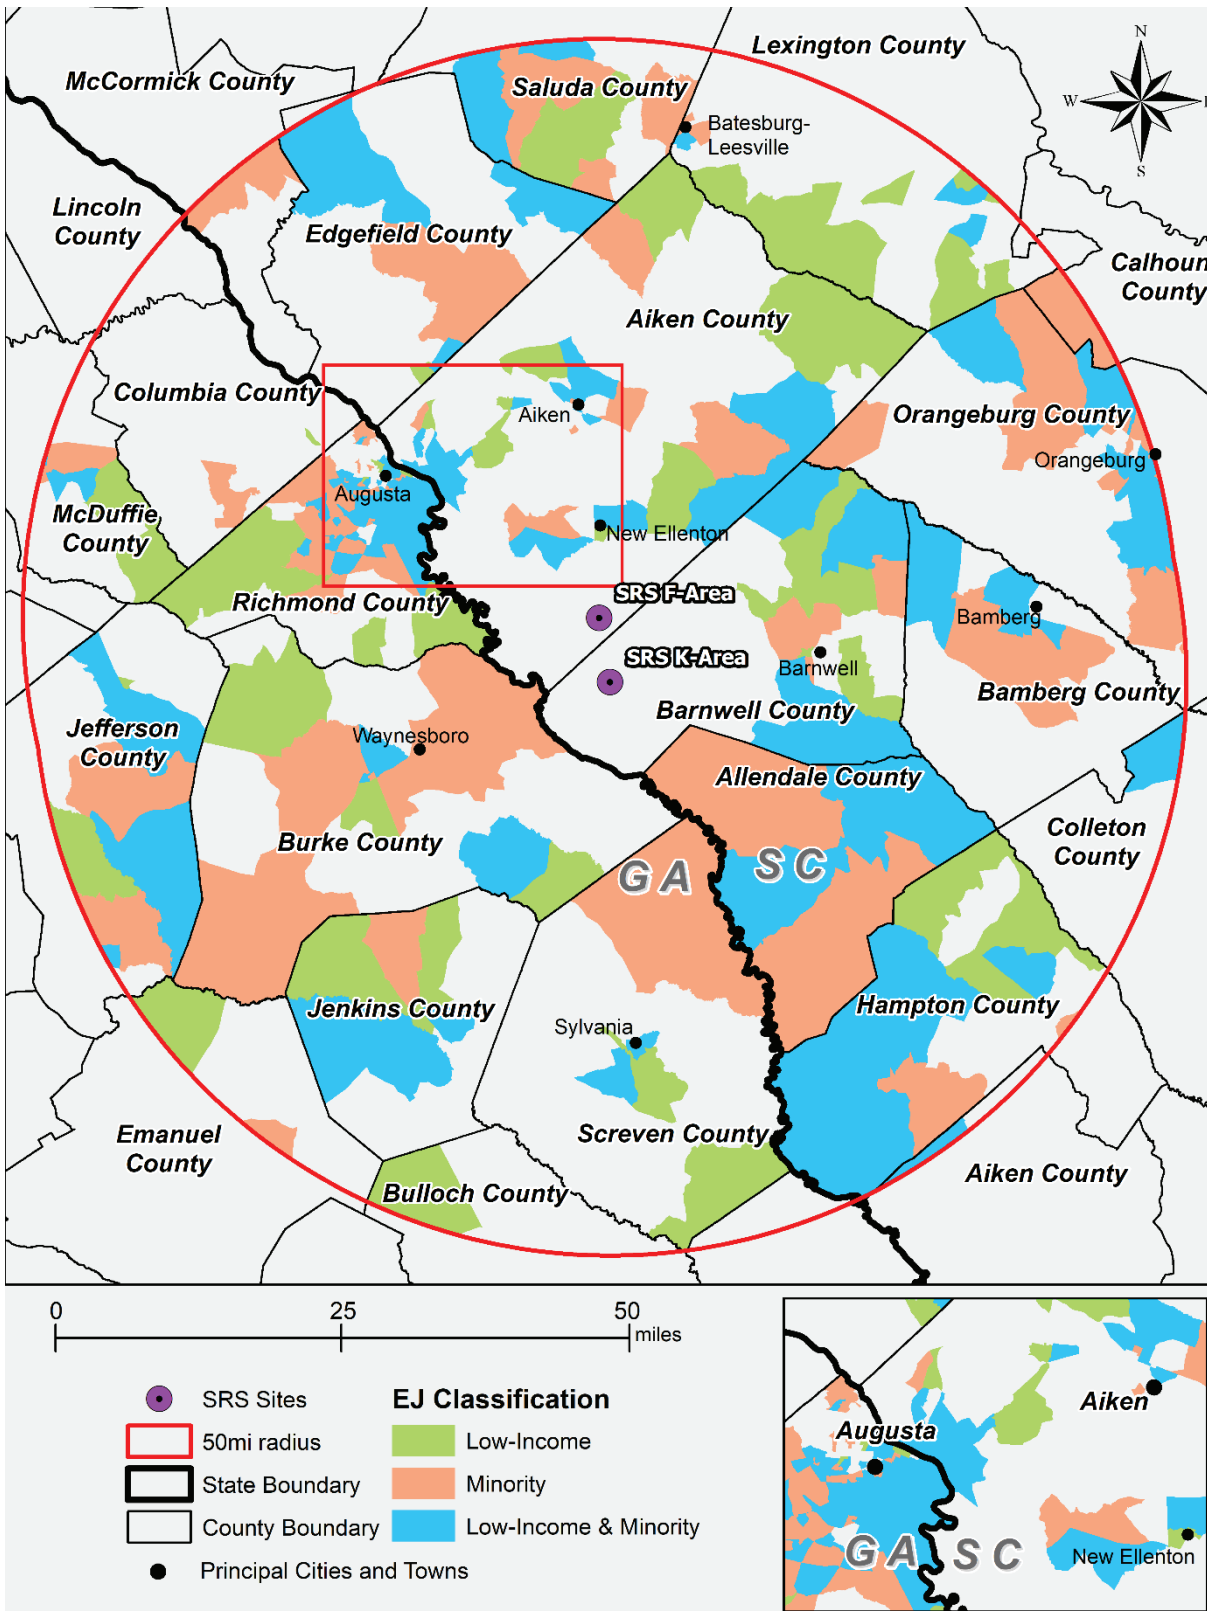 Lexington County
McCormick County
Saluda County
Batesburg-
Leesville
N
W
E
S
Lincoln
County
Edgefield County
Calhoun
County
Aiken County
Columbia County
Aiken
Orangeburg County
Orangeburg
Augusta
McDuffie
County
New Ellenton
SRS F-Area
Richmond County
Bamberg
SRS K-Area
Barnwell
Bamberg County
Barnwell County
Jefferson
County
Waynesboro
Allendale County
Burke County
Colleton
County
GA
SC
Jenkins County
Hampton County
Sylvania
Emanuel
County
Screven County
Aiken County
Bulloch County
0
25
50
miles
SRS Sites
50mi radius
State Boundary
County Boundary
Principal Cities and Towns
EJ Classification
Low-Income
Minority
Low-Income & Minority
Aiken
Augusta
GA
SC
New Ellenton